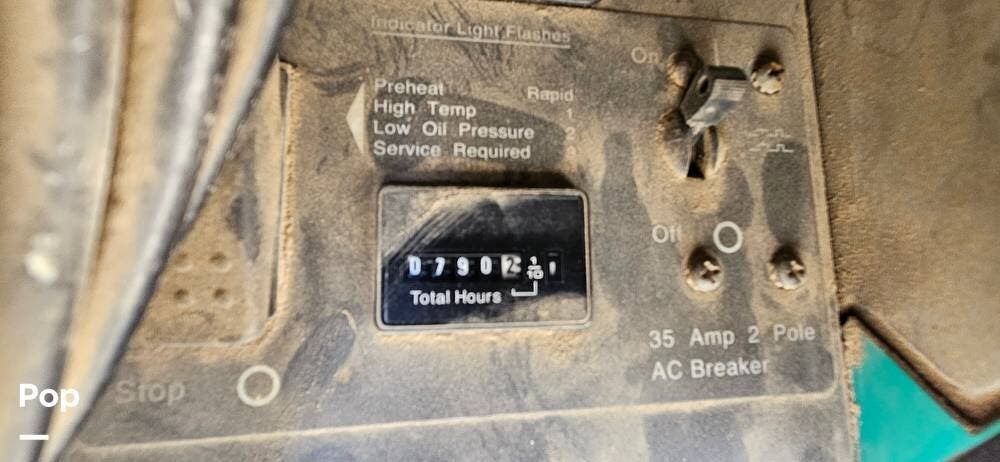 Indicator Light Flashes
On
Preheat Rapid
High Temp 1
Low Oil Pressure 2
Service Required
Off
07902 1/10
Total Hours
35 Amp 2 Pole
AC Breaker
Stop
Pop